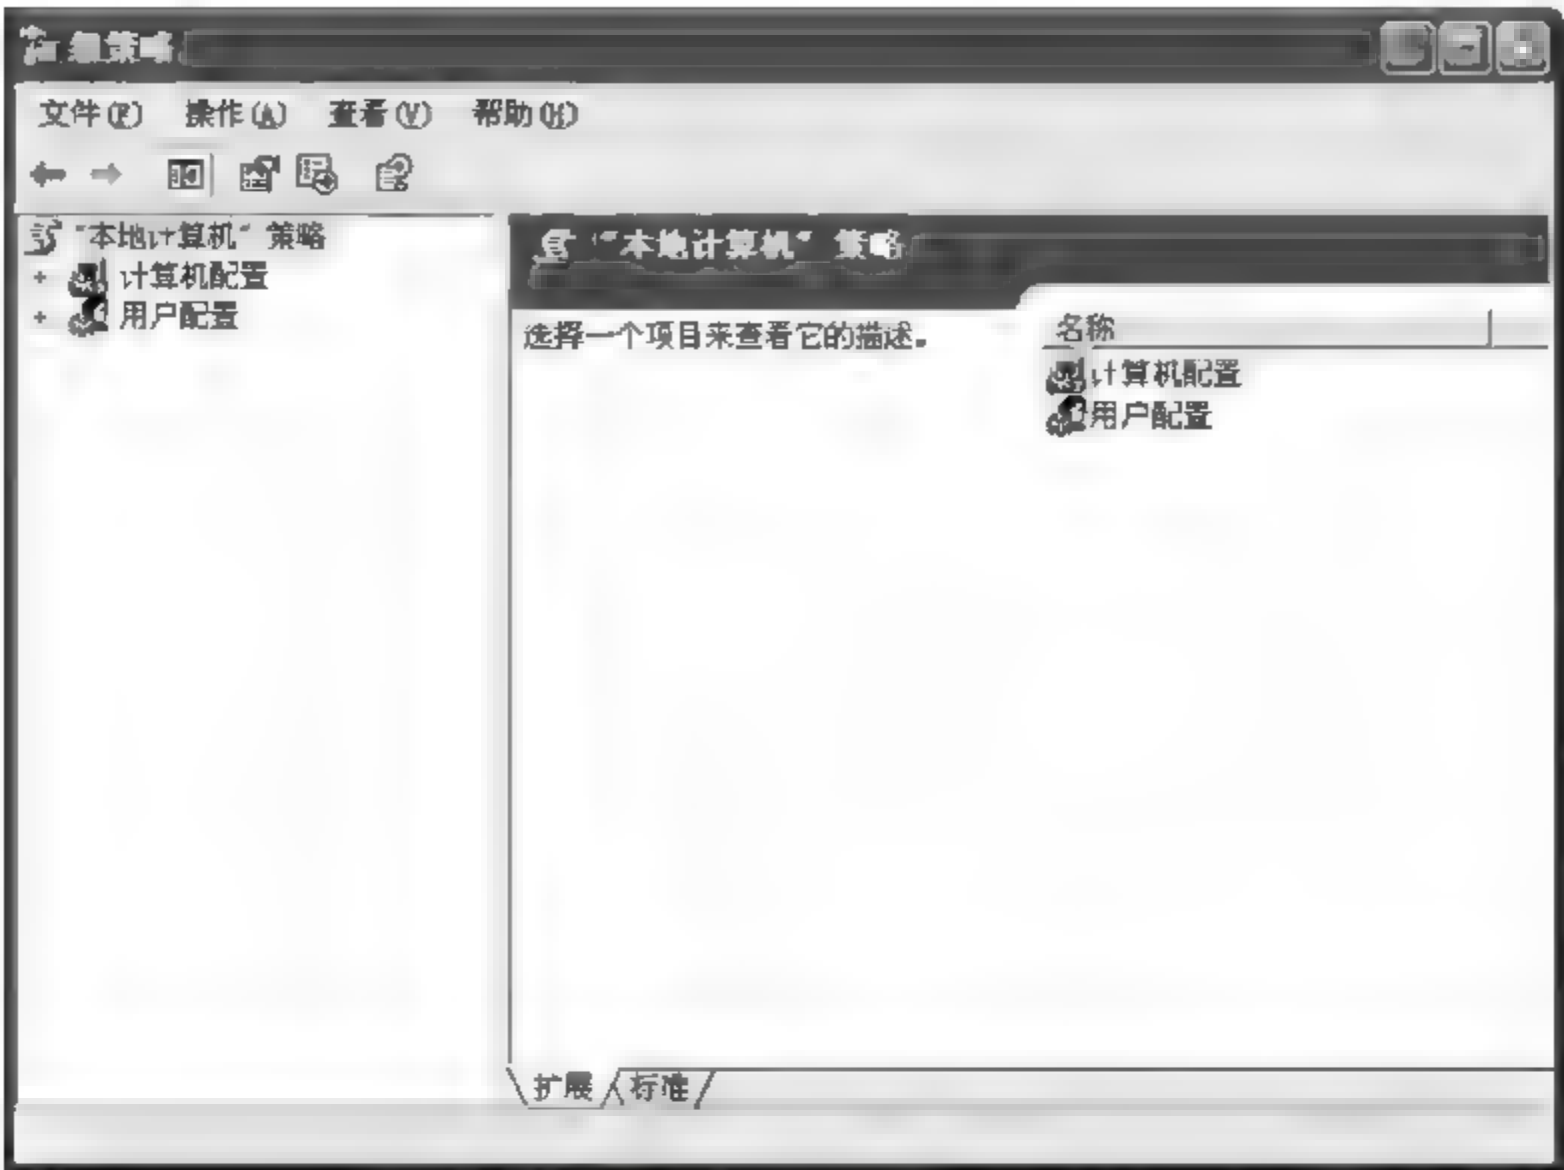 组策略
文件(F) 操作(A) 查看(V) 帮助(H)
"本地计算机" 策略
计算机配置
用户配置
"本地计算机" 策略
选择一个项目来查看它的描述。
名称
计算机配置
用户配置
扩展 标准